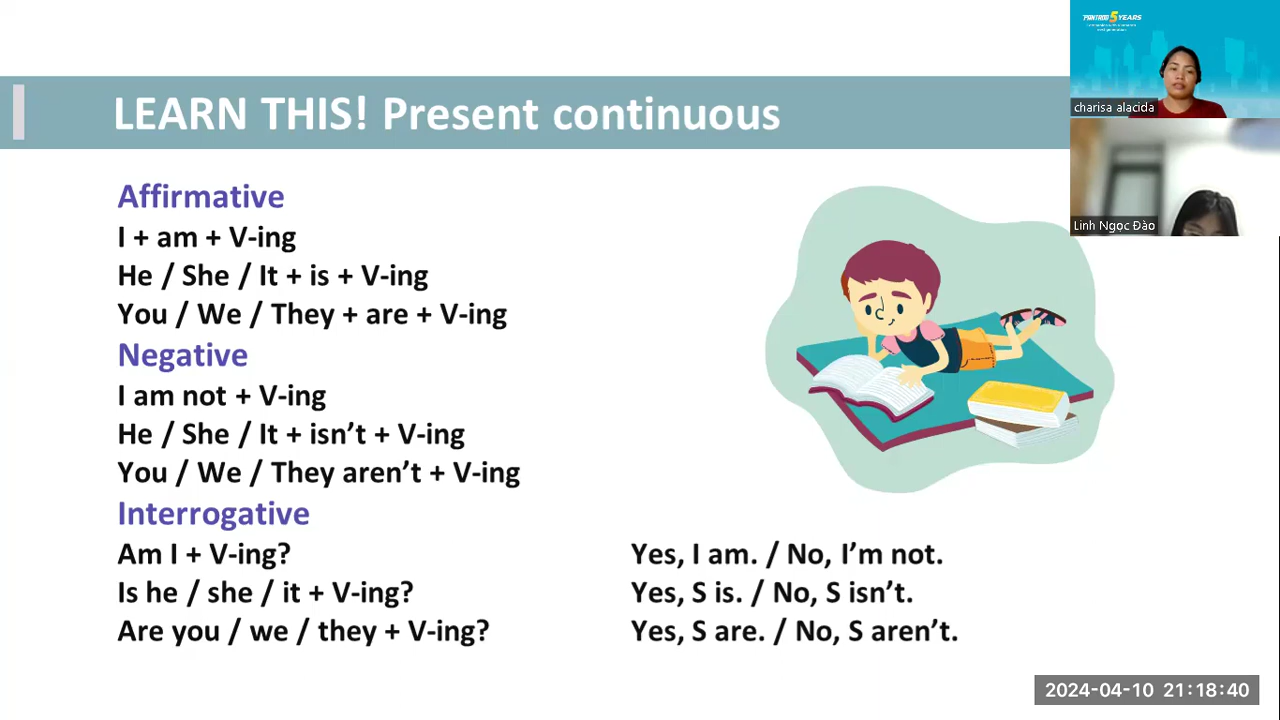 LEARN THIS! Present continuous
Affirmative
I + am + V-ing
He / She / It + is + V-ing
You / We / They + are + V-ing
Negative
I am not + V-ing
He / She / It + isn’t + V-ing
You / We / They aren’t + V-ing
Interrogative
Am I + V-ing?
Yes, I am. / No, I’m not.
Is he / she / it + V-ing?
Yes, S is. / No, S isn’t.
Are you / we / they + V-ing?
Yes, S are. / No, S aren’t.
5 YEARS
charisa alacida
Linh Ngọc Đào
2024-04-10 21:18:40